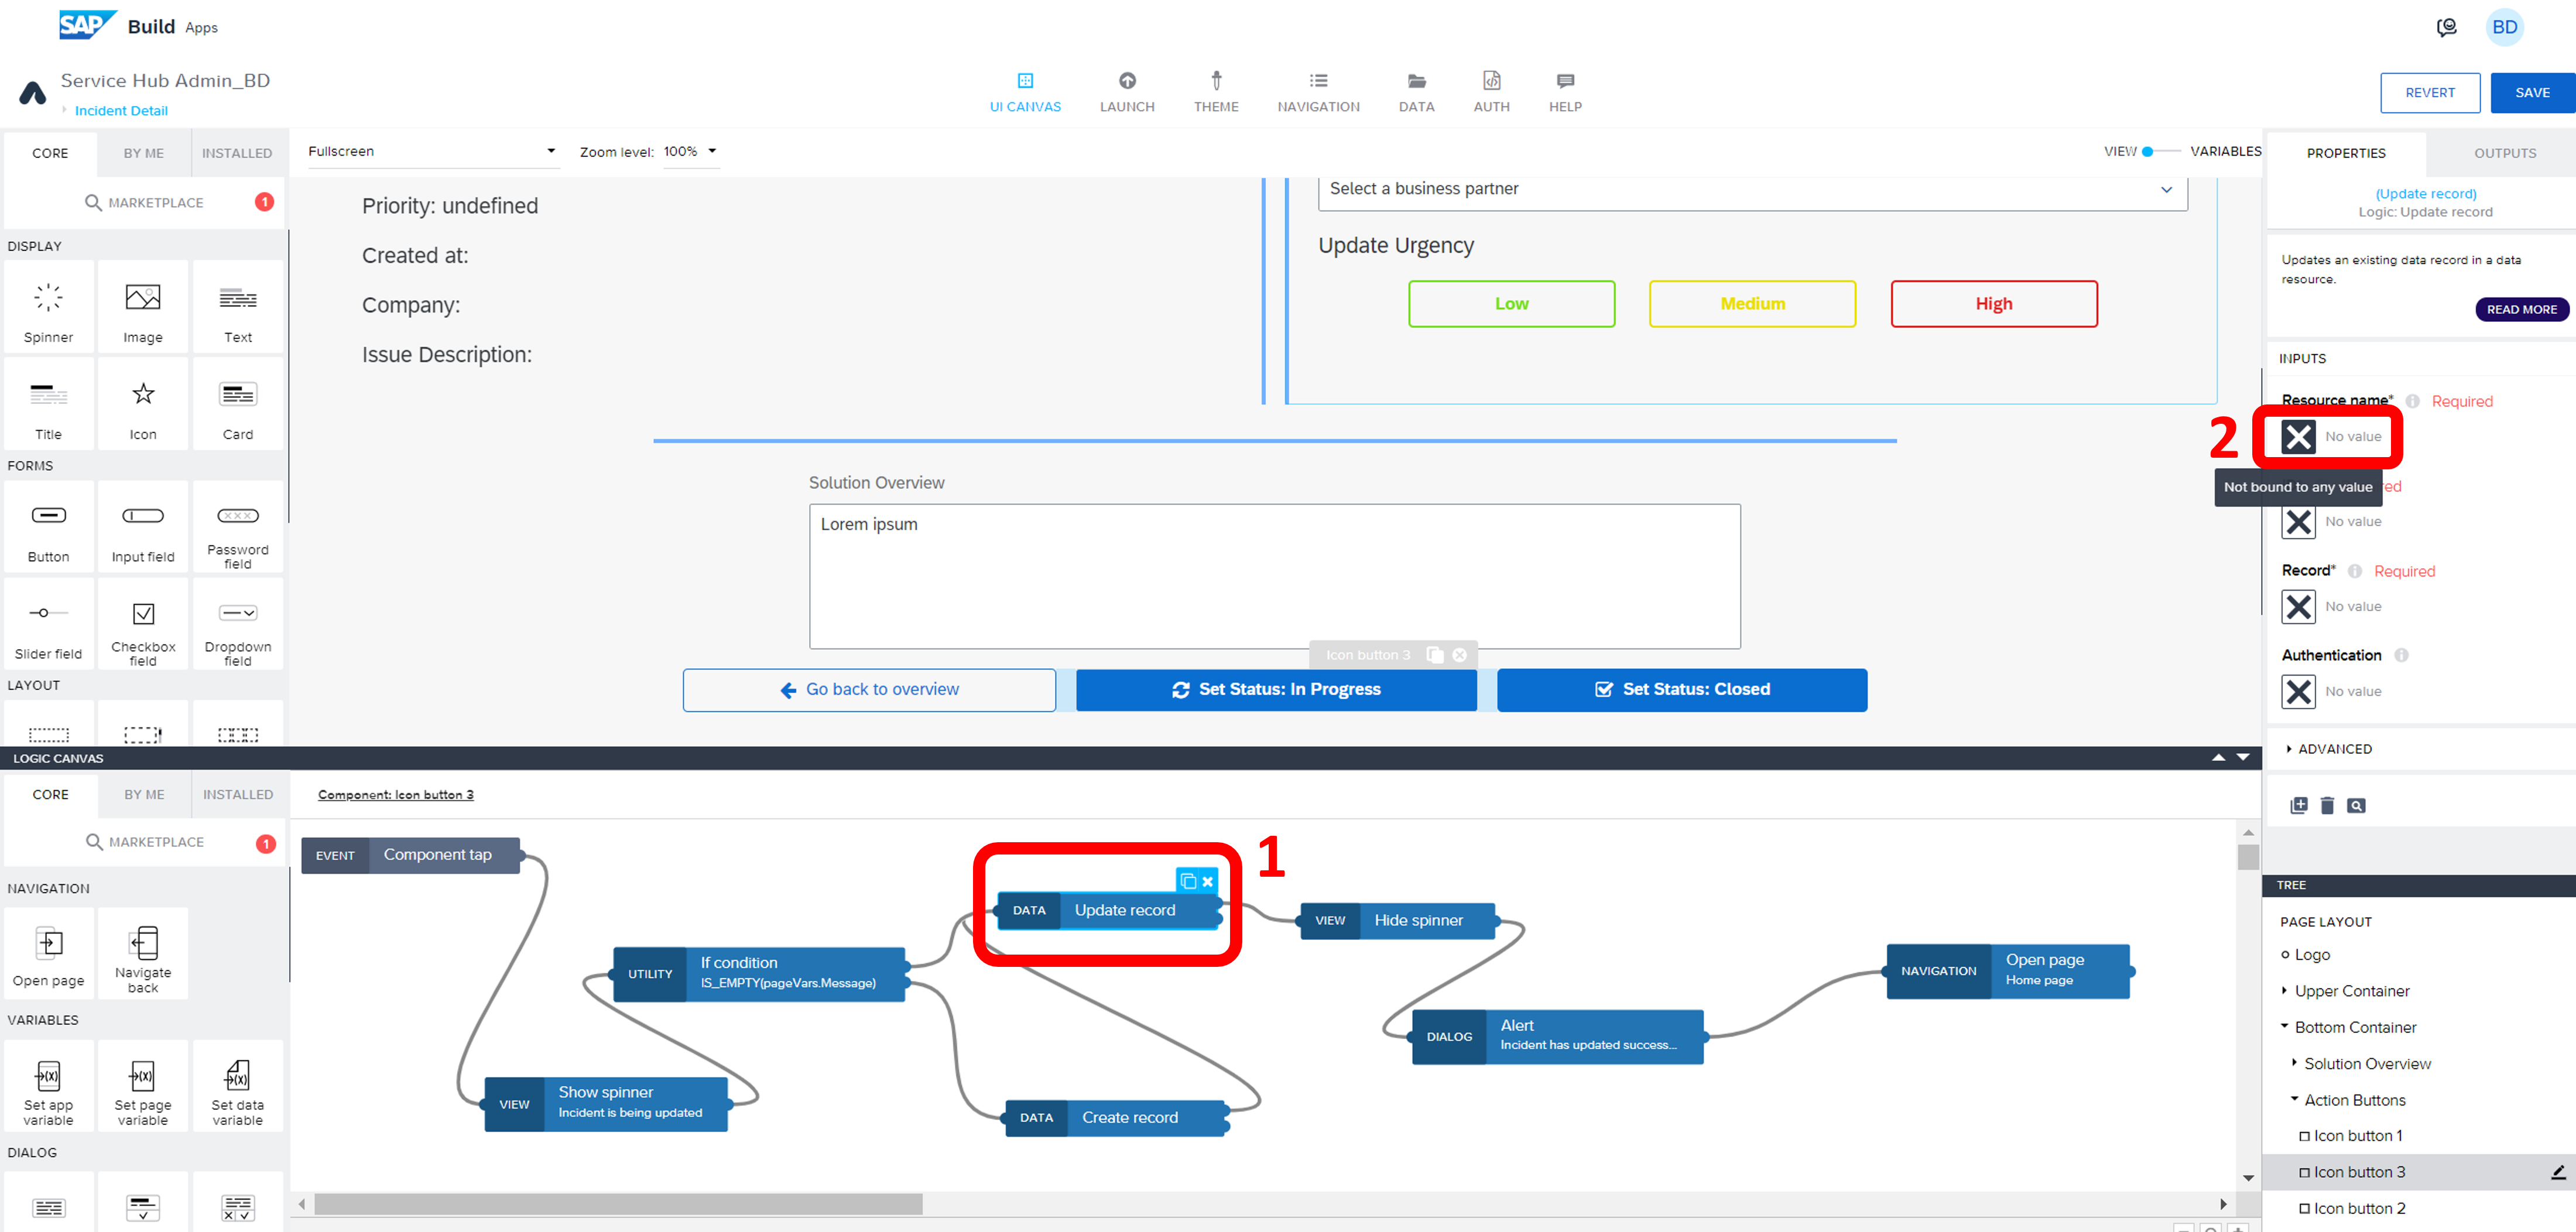 SAP Build Apps
BD
Service Hub Admin_BD
Incident Detail
UI CANVAS
LAUNCH
THEME
NAVIGATION
DATA
AUTH
HELP
REVERT
SAVE
CORE
BY ME
INSTALLED
MARKETPLACE
1
DISPLAY
Spinner
Image
Text
Title
Icon
Card
FORMS
Button
Input field
Password
field
Slider field
Checkbox
field
Dropdown
field
LAYOUT
Fullscreen
Zoom level: 100%
VIEW
VARIABLES
Priority: undefined
Created at:
Company:
Issue Description:
Select a business partner
Update Urgency
Low
Medium
High
Solution Overview
Lorem ipsum
Icon button 3
Go back to overview
Set Status: In Progress
Set Status: Closed
PROPERTIES
OUTPUTS
(Update record)
Logic: Update record
Updates an existing data record in a data
resource.
READ MORE
INPUTS
Resource name* Required
2
No value
Not bound to any value
red
No value
Record* Required
No value
Authentication
No value
ADVANCED
LOGIC CANVAS
CORE
BY ME
INSTALLED
MARKETPLACE
1
NAVIGATION
Open page
Navigate
back
VARIABLES
Set app
variable
Set page
variable
Set data
variable
DIALOG
Component: Icon button 3
EVENT
Component tap
1
DATA
Update record
VIEW
Hide spinner
UTILITY
If condition
IS_EMPTY(pageVars.Message)
NAVIGATION
Open page
Home page
DIALOG
Alert
Incident has updated success...
VIEW
Show spinner
Incident is being updated
DATA
Create record
TREE
PAGE LAYOUT
Logo
Upper Container
Bottom Container
Solution Overview
Action Buttons
Icon button 1
Icon button 3
Icon button 2